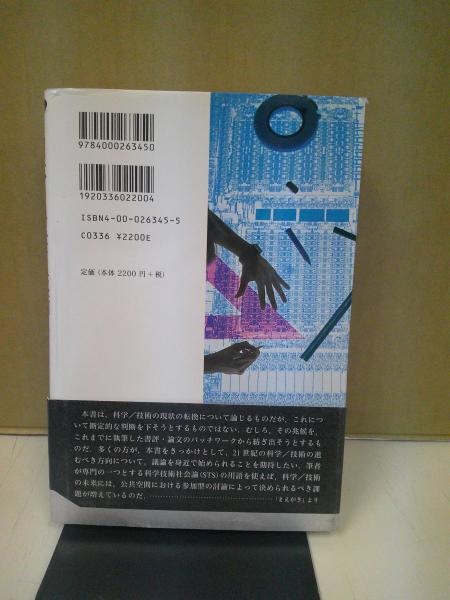 9784000263450
1920336022004
ISBN4-00-026345-5
C0336 ¥2200E
定価(本体2200円+税)
本書は,科学/技術の現状の転換について論じるものだが,これにつ
いて断定的な判断を下そうとするものではない.むしろ,その兆候を,
これまでに執筆した書評・論文のパッチワークから紡ぎ出そうとするも
のだ.多くの方が,本書をきっかけとして,21世紀の科学/技術の進
むべき方向について,議論を身近で始められることを期待したい.筆者
が専門の一つとする科学技術社会論(STS)の用語を使えば,科学/技術
の未来には,公共空間における参加型の討論によって決められるべき課
題が増えているのだ.……………………………「まえがき」より